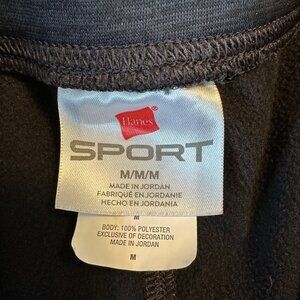 Hanes
SPORT
M/M/M
MADE IN JORDAN
FABRIQUÉ EN JORDANIE
HECHO EN JORDANIA
M
BODY: 100% POLYESTER
EXCLUSIVE OF DECORATION
MADE IN JORDAN
M